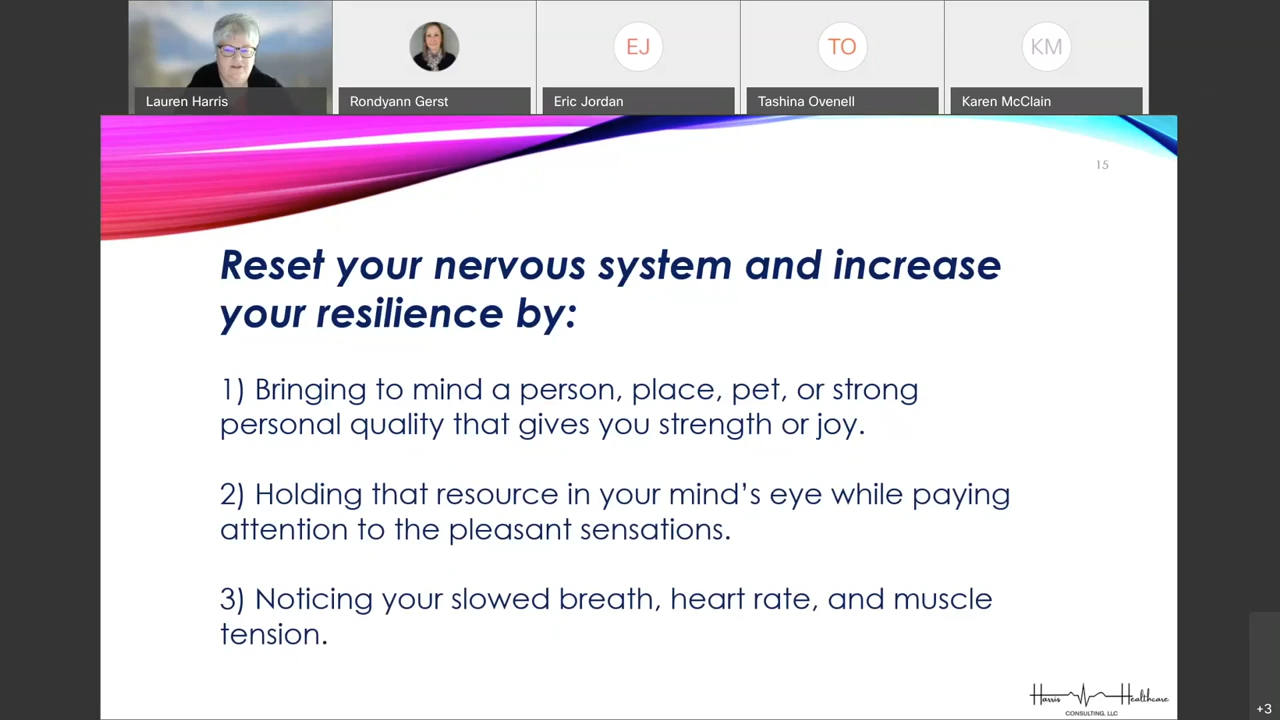 Lauren Harris
Rondyann Gerst
EJ
Eric Jordan
TO
Tashina Ovenell
KM
Karen McClain
15
Reset your nervous system and increase
your resilience by:
1) Bringing to mind a person, place, pet, or strong
personal quality that gives you strength or joy.
2) Holding that resource in your mind’s eye while paying
attention to the pleasant sensations.
3) Noticing your slowed breath, heart rate, and muscle
tension.
Harris Healthcare
CONSULTING, LLC
+3